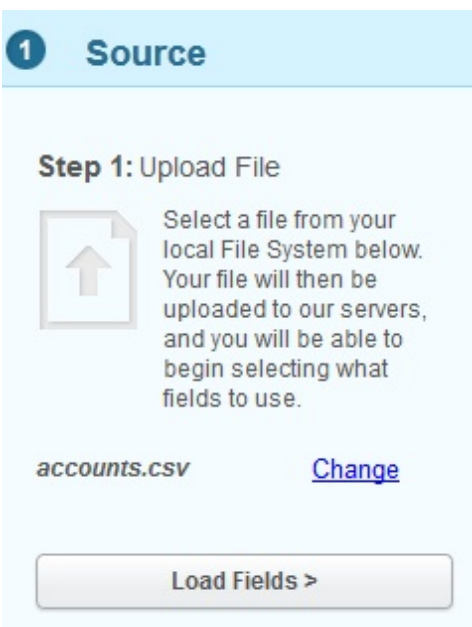 1 Source
Step 1: Upload File
Select a file from your
local File System below.
Your file will then be
uploaded to our servers,
and you will be able to
begin selecting what
fields to use.
accounts.csv Change
Load Fields >